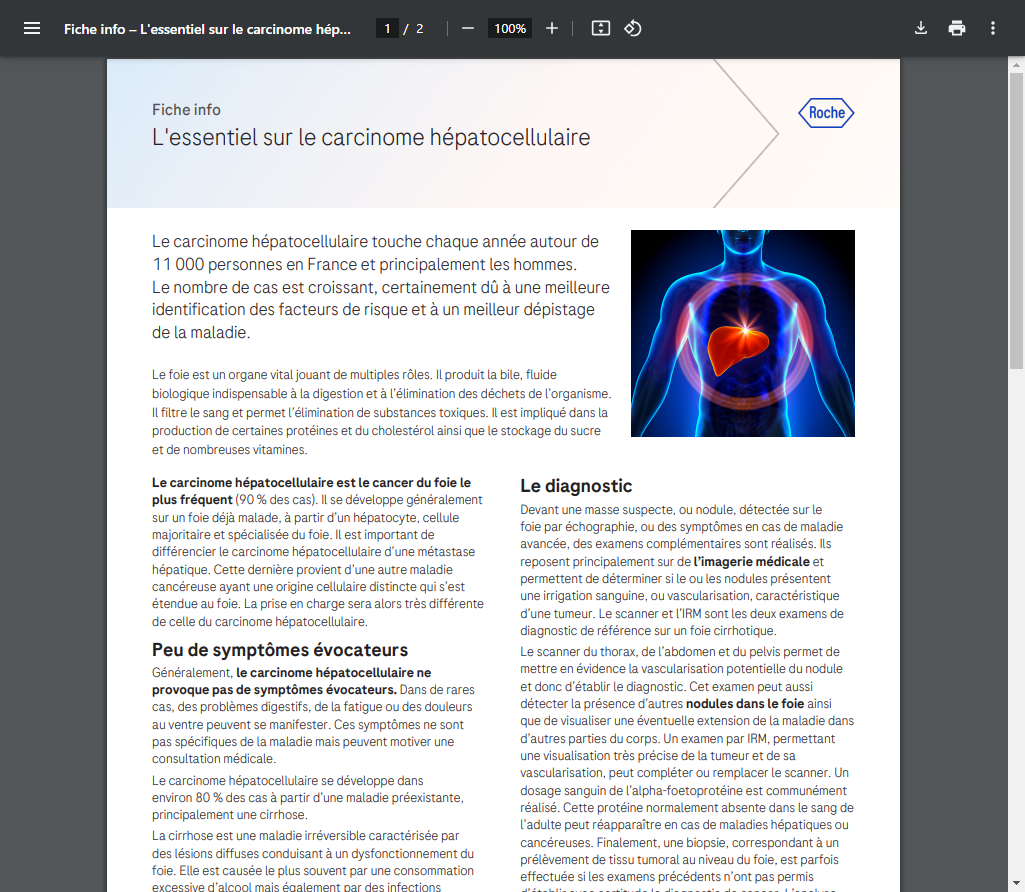 Fiche info – L'essentiel sur le carcinome hép...
1 / 2
100%
Fiche info
L'essentiel sur le carcinome hépatocellulaire
Roche
Le carcinome hépatocellulaire touche chaque année autour de
11 000 personnes en France et principalement les hommes.
Le nombre de cas est croissant, certainement dû à une meilleure
identification des facteurs de risque et à un meilleur dépistage
de la maladie.
Le foie est un organe vital jouant de multiples rôles. Il produit la bile, fluide
biologique indispensable à la digestion et à l'élimination des déchets de l'organisme.
Il filtre le sang et permet l'élimination de substances toxiques. Il est impliqué dans la
production de certaines protéines et du cholestérol ainsi que le stockage du sucre
et de nombreuses vitamines.
Le carcinome hépatocellulaire est le cancer du foie le
plus fréquent (90 % des cas). Il se développe généralement
sur un foie déjà malade, à partir d'un hépatocyte, cellule
majoritaire et spécialisée du foie. Il est important de
différencier le carcinome hépatocellulaire d'une métastase
hépatique. Cette dernière provient d'une autre maladie
cancéreuse ayant une origine cellulaire distincte qui s'est
étendue au foie. La prise en charge sera alors très différente
de celle du carcinome hépatocellulaire.
Peu de symptômes évocateurs
Généralement, le carcinome hépatocellulaire ne
provoque pas de symptômes évocateurs. Dans de rares
cas, des problèmes digestifs, de la fatigue ou des douleurs
au ventre peuvent se manifester. Ces symptômes ne sont
pas spécifiques de la maladie mais peuvent motiver une
consultation médicale.
Le carcinome hépatocellulaire se développe dans
environ 80 % des cas à partir d'une maladie préexistante,
principalement une cirrhose.
La cirrhose est une maladie irréversible caractérisée par
des lésions diffuses conduisant à un dysfonctionnement du
foie. Elle est causée le plus souvent par une consommation
excessive d'alcool mais également par des infections
Le diagnostic
Devant une masse suspecte, ou nodule, détectée sur le
foie par échographie, ou des symptômes en cas de maladie
avancée, des examens complémentaires sont réalisés. Ils
reposent principalement sur de l'imagerie médicale et
permettent de déterminer si le ou les nodules présentent
une irrigation sanguine, ou vascularisation, caractéristique
d'une tumeur. Le scanner et l'IRM sont les deux examens de
diagnostic de référence sur un foie cirrhotique.
Le scanner du thorax, de l'abdomen et du pelvis permet de
mettre en évidence la vascularisation potentielle du nodule
et donc d'établir le diagnostic. Cet examen peut aussi
détecter la présence d'autres nodules dans le foie ainsi
que de visualiser une éventuelle extension de la maladie dans
d'autres parties du corps. Un examen par IRM, permettant
une visualisation très précise de la tumeur et de sa
vascularisation, peut compléter ou remplacer le scanner. Un
dosage sanguin de l'alpha-foetoprotéine est communément
réalisé. Cette protéine normalement absente dans le sang de
l'adulte peut réapparaître en cas de maladies hépatiques ou
cancéreuses. Finalement, une biopsie, correspondant à un
prélèvement de tissu tumoral au niveau du foie, est parfois
effectuée si les examens précédents n'ont pas permis